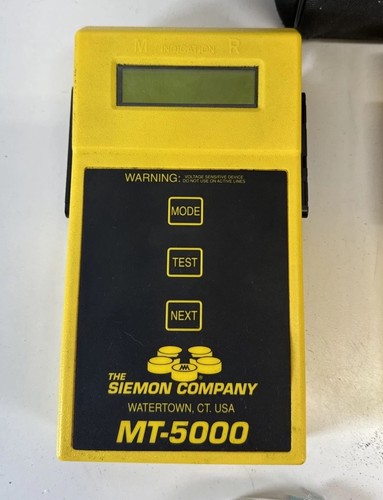 M R
WARNING: VOLTAGE SENSITIVE DEVICE
DO NOT USE ON ACTIVE LINES
MODE
TEST
NEXT
THE
SIEMON COMPANY
WATERTOWN, CT. USA
MT-5000